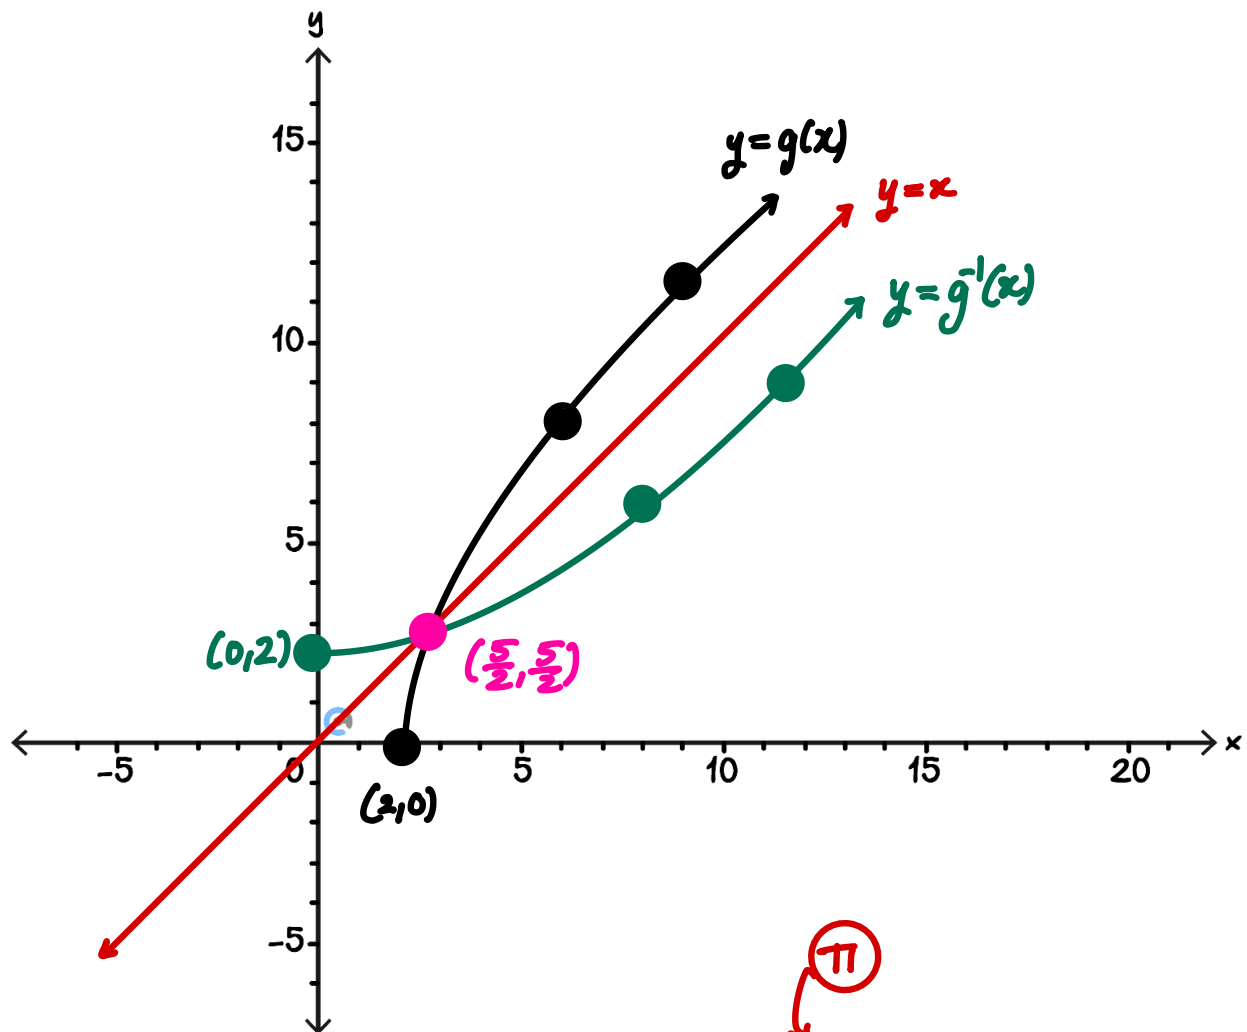 y
15
y=g(x)
y=x
y=g⁻¹(x)
10
5
(0,2)
(5/2, 5/2)
-5 0 5 10 15 20 x
(2,0)
-5
π